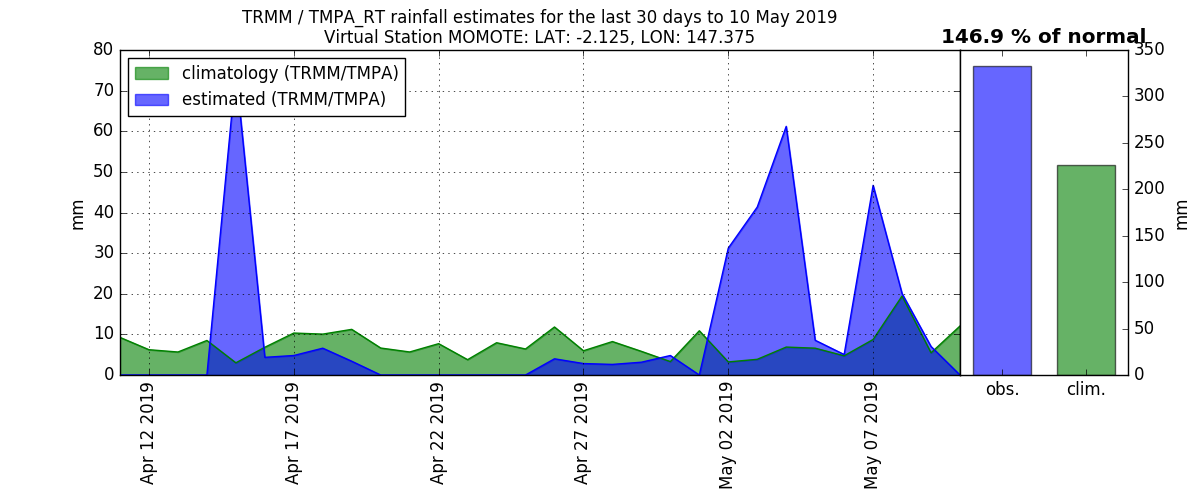 TRMM / TMPA_RT rainfall estimates for the last 30 days to 10 May 2019
Virtual Station MOMOTE: LAT: -2.125, LON: 147.375
146.9 % of normal
climatology (TRMM/TMPA)
estimated (TRMM/TMPA)
80
70
60
50
40
30
20
10
0
mm
350
300
250
200
150
100
50
0
mm
Apr 12 2019
Apr 17 2019
Apr 22 2019
Apr 27 2019
May 02 2019
May 07 2019
obs.
clim.